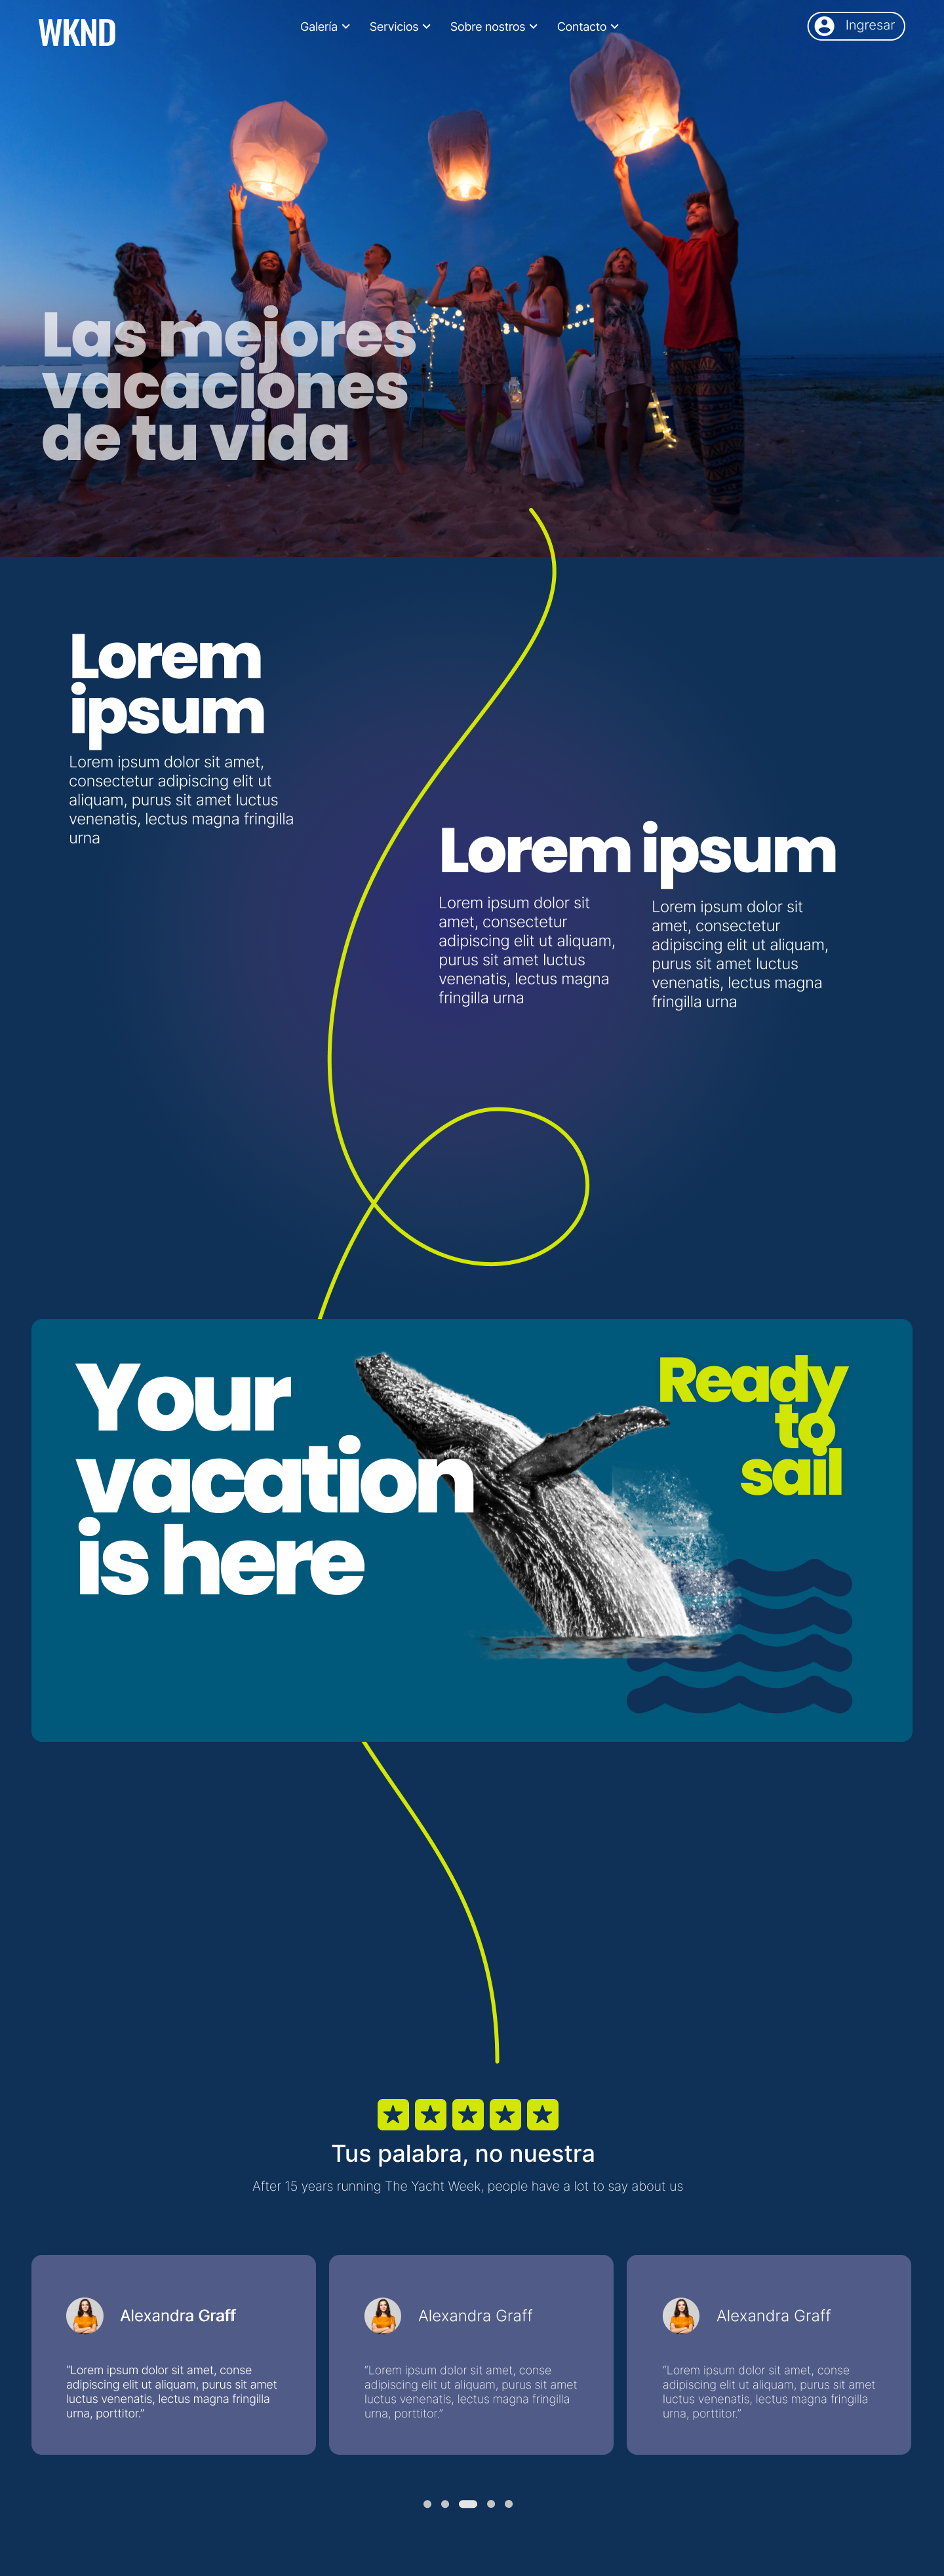 WKND
Galería
Servicios
Sobre nostros
Contacto
Ingresar
Las mejores
vacaciones
de tu vida
Lorem
ipsum
Lorem ipsum dolor sit amet,
consectetur adipiscing elit ut
aliquam, purus sit amet luctus
venenatis, lectus magna fringilla
urna
Lorem ipsum
Lorem ipsum dolor sit
amet, consectetur
adipiscing elit ut aliquam,
purus sit amet luctus
venenatis, lectus magna
fringilla urna
Lorem ipsum dolor sit
amet, consectetur
adipiscing elit ut aliquam,
purus sit amet luctus
venenatis, lectus magna
fringilla urna
Your
vacation
is here
Ready
to
sail
Tus palabra, no nuestra
After 15 years running The Yacht Week, people have a lot to say about us
Alexandra Graff
“Lorem ipsum dolor sit amet, conse
adipiscing elit ut aliquam, purus sit amet
luctus venenatis, lectus magna fringilla
urna, porttitor.”
Alexandra Graff
“Lorem ipsum dolor sit amet, conse
adipiscing elit ut aliquam, purus sit amet
luctus venenatis, lectus magna fringilla
urna, porttitor.”
Alexandra Graff
“Lorem ipsum dolor sit amet, conse
adipiscing elit ut aliquam, purus sit amet
luctus venenatis, lectus magna fringilla
urna, porttitor.”